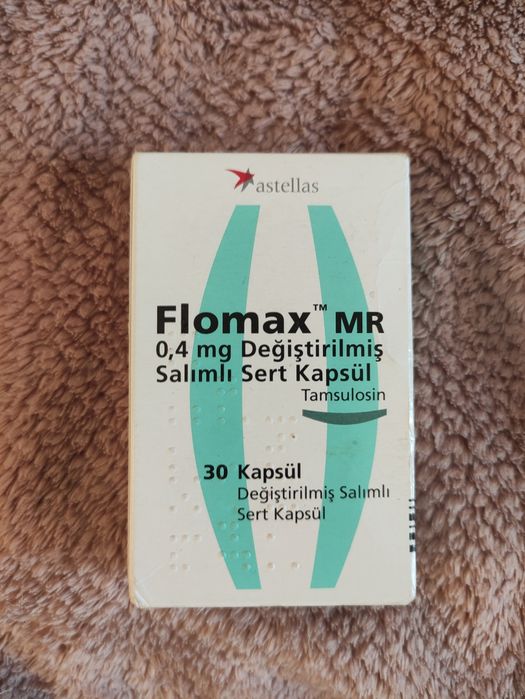 astellas
Flomax™ MR
0,4 mg Değiştirilmiş
Salımlı Sert Kapsül
Tamsulosin
30 Kapsül
Değiştirilmiş Salımlı
Sert Kapsül